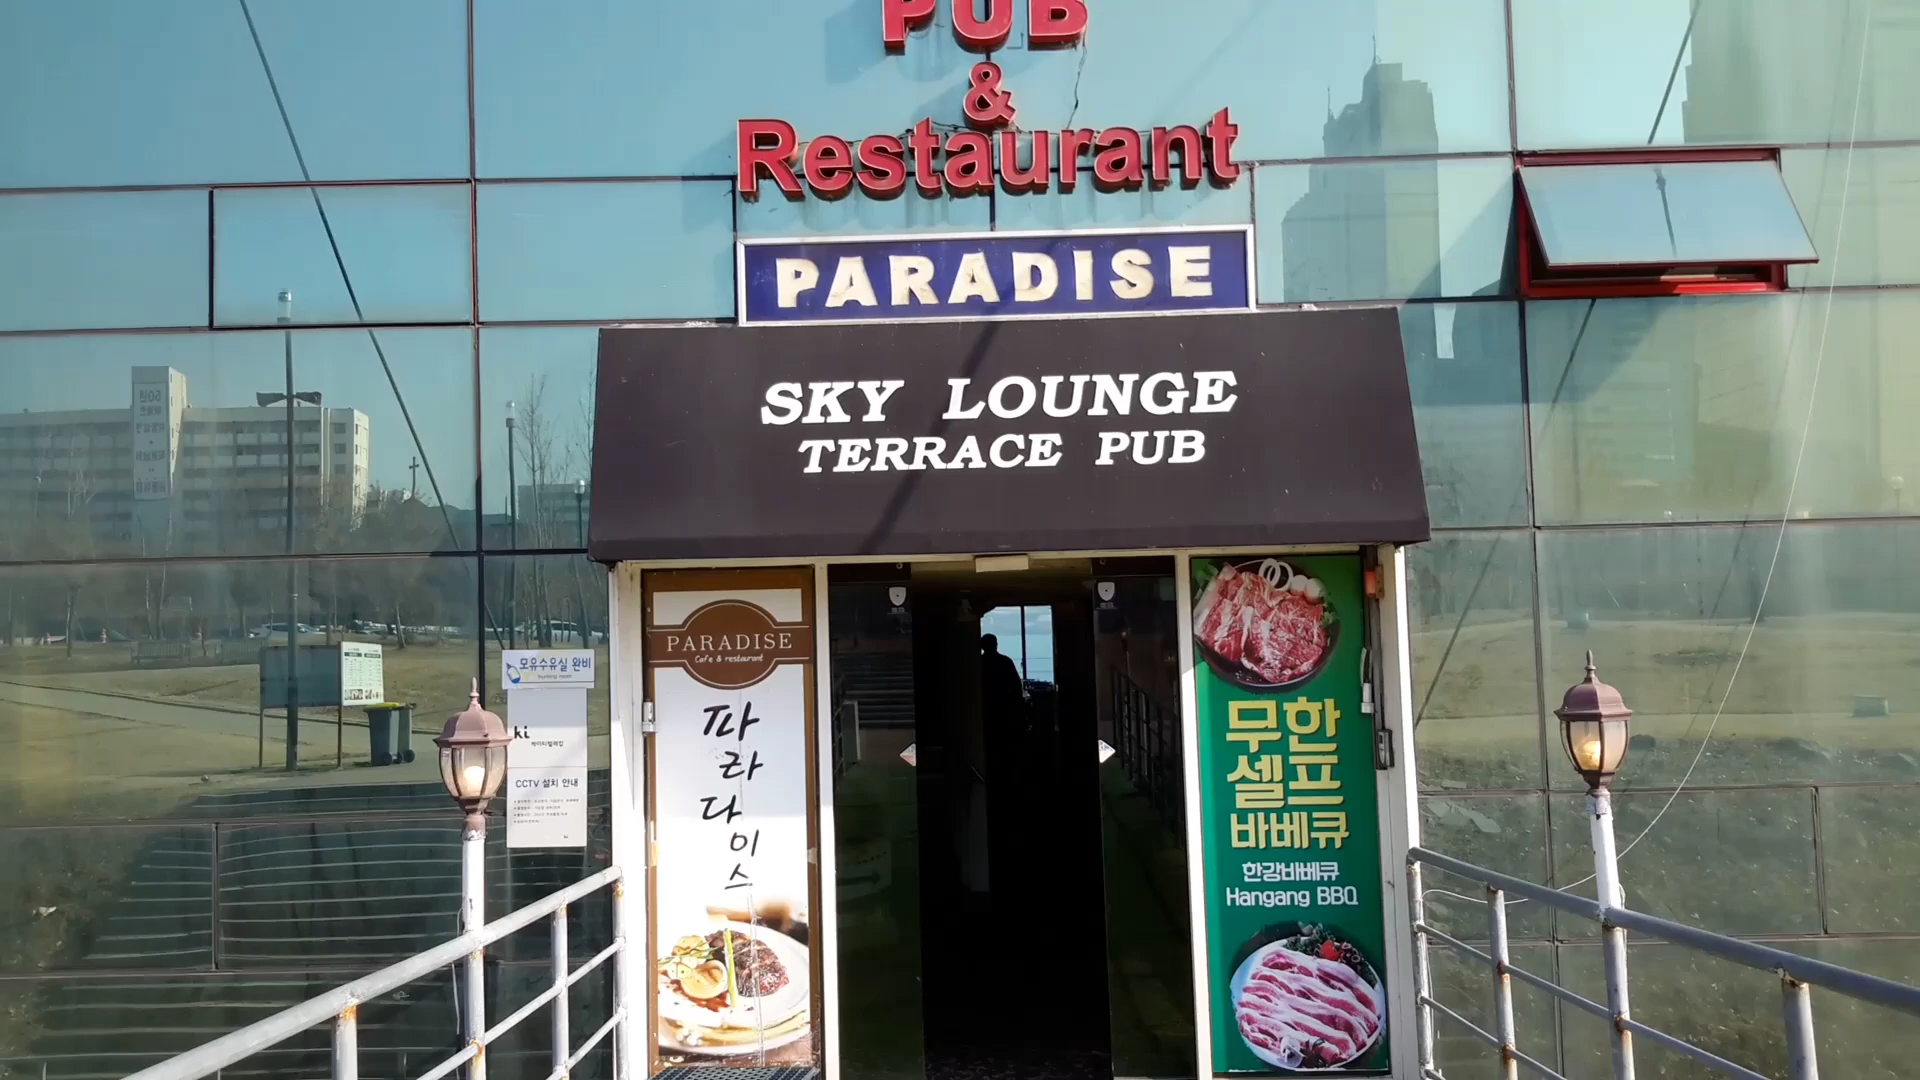 PUB
&
Restaurant
PARADISE
SKY LOUNGE
TERRACE PUB
PARADISE
Cafe & restaurant
파
라
다
이
스
모유수유실 완비
CCTV 설치 안내
무한
셀프
바베큐
한강바베큐
Hangang BBQ